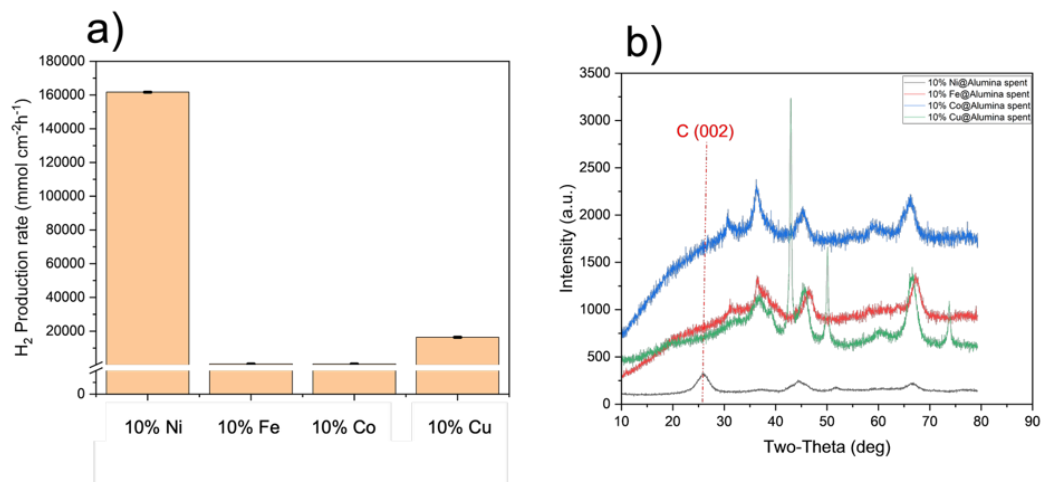 a)
H₂ Production rate (mmol cm⁻²h⁻¹)
180000
160000
140000
120000
100000
80000
60000
40000
20000
0
10% Ni
10% Fe
10% Co
10% Cu
b)
Intensity (a.u.)
3500
3000
2500
2000
1500
1000
500
0
10% Ni@Alumina spent
10% Fe@Alumina spent
10% Co@Alumina spent
10% Cu@Alumina spent
C (002)
10 20 30 40 50 60 70 80 90
Two-Theta (deg)